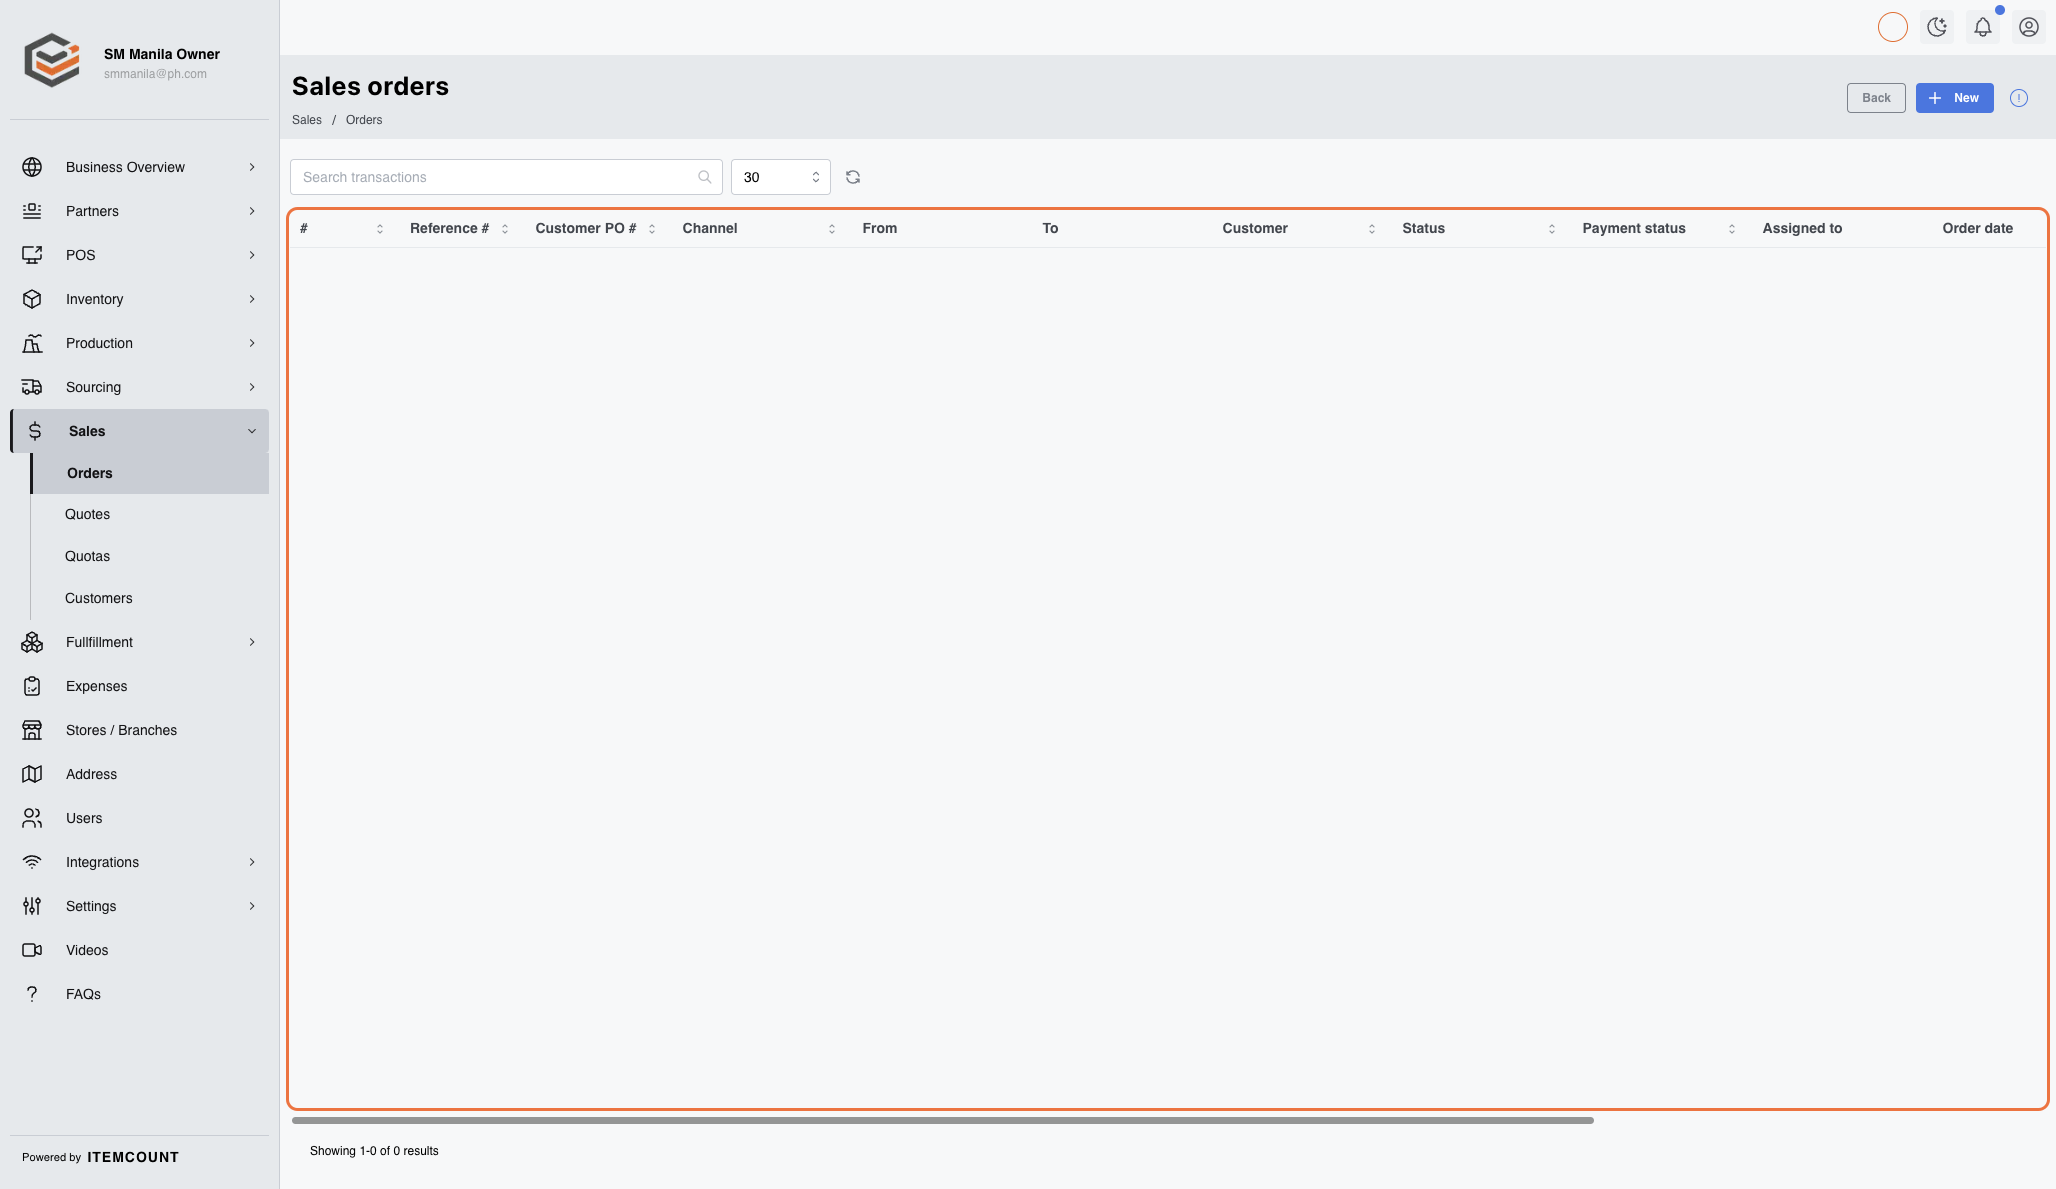 SM Manila Owner
smmanila@ph.com
Business Overview
Partners
POS
Inventory
Production
Sourcing
Sales
Orders
Quotes
Quotas
Customers
Fullfillment
Expenses
Stores / Branches
Address
Users
Integrations
Settings
Videos
FAQs
Powered by ITEMCOUNT
Sales orders
Sales / Orders
Back
New
Search transactions
30
# Reference # Customer PO # Channel From To Customer Status Payment status Assigned to Order date
Showing 1-0 of 0 results